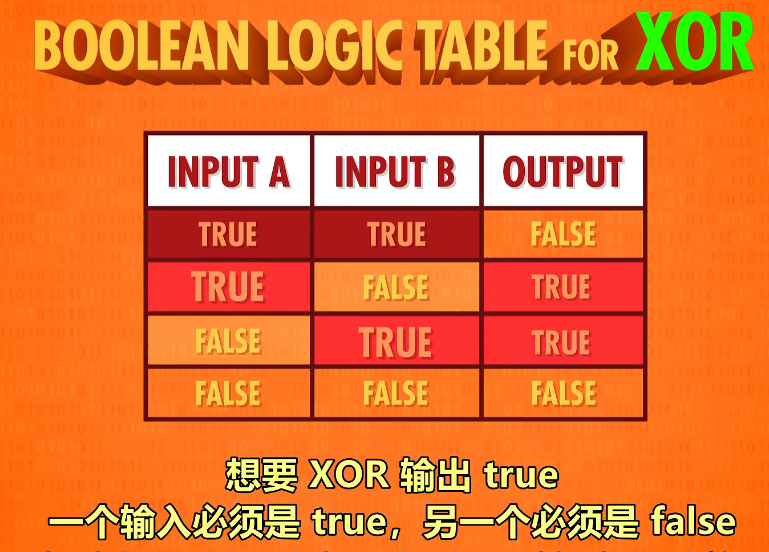 BOOLEAN LOGIC TABLE FOR XOR
INPUT A INPUT B OUTPUT
TRUE TRUE FALSE
TRUE FALSE TRUE
FALSE TRUE TRUE
FALSE FALSE FALSE
想要 XOR 输出 true
一个输入必须是 true，另一个必须是 false